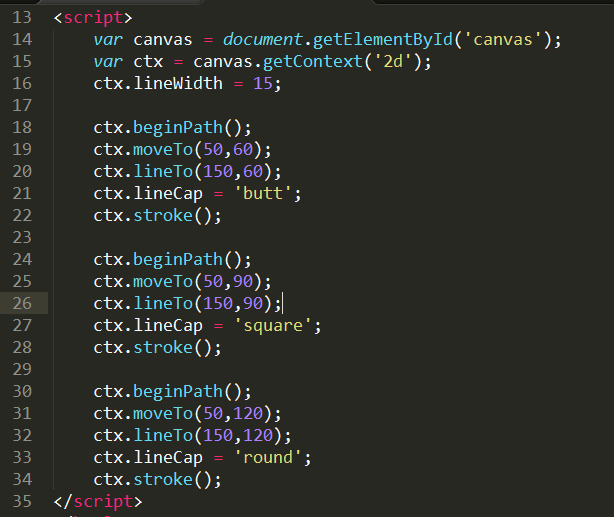 13 <script>
14     var canvas = document.getElementById('canvas');
15     var ctx = canvas.getContext('2d');
16     ctx.lineWidth = 15;
17
18     ctx.beginPath();
19     ctx.moveTo(50,60);
20     ctx.lineTo(150,60);
21     ctx.lineCap = 'butt';
22     ctx.stroke();
23
24     ctx.beginPath();
25     ctx.moveTo(50,90);
26     ctx.lineTo(150,90);
27     ctx.lineCap = 'square';
28     ctx.stroke();
29
30     ctx.beginPath();
31     ctx.moveTo(50,120);
32     ctx.lineTo(150,120);
33     ctx.lineCap = 'round';
34     ctx.stroke();
35 </script>